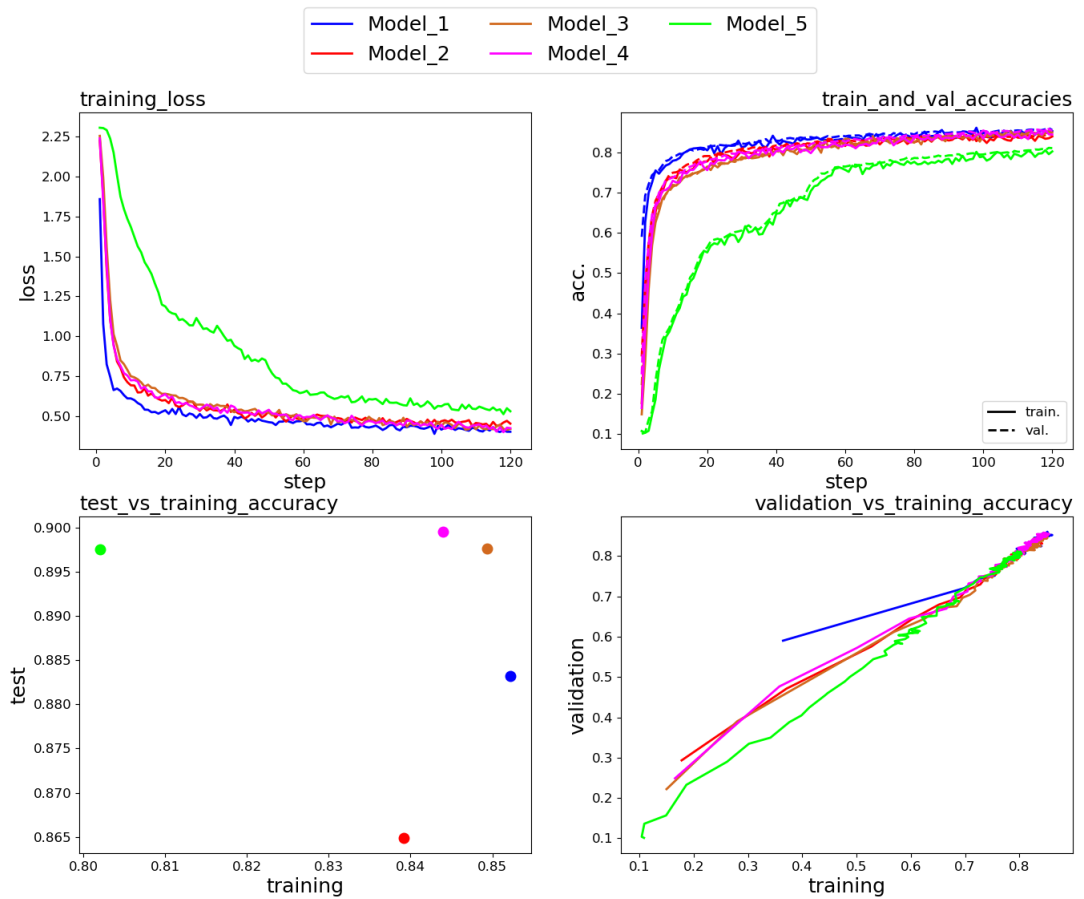 Model_1 Model_3 Model_5
Model_2 Model_4
training_loss
2.25
2.00
1.75
1.50
1.25
1.00
0.75
0.50
loss
0 20 40 60 80 100 120
step
train_and_val_accuracies
0.8
0.7
0.6
0.5
0.4
0.3
0.2
0.1
acc.
train.
val.
0 20 40 60 80 100 120
step
test_vs_training_accuracy
0.900
0.895
0.890
0.885
0.880
0.875
0.870
0.865
test
0.80 0.81 0.82 0.83 0.84 0.85
training
validation_vs_training_accuracy
0.8
0.7
0.6
0.5
0.4
0.3
0.2
0.1
validation
0.1 0.2 0.3 0.4 0.5 0.6 0.7 0.8
training